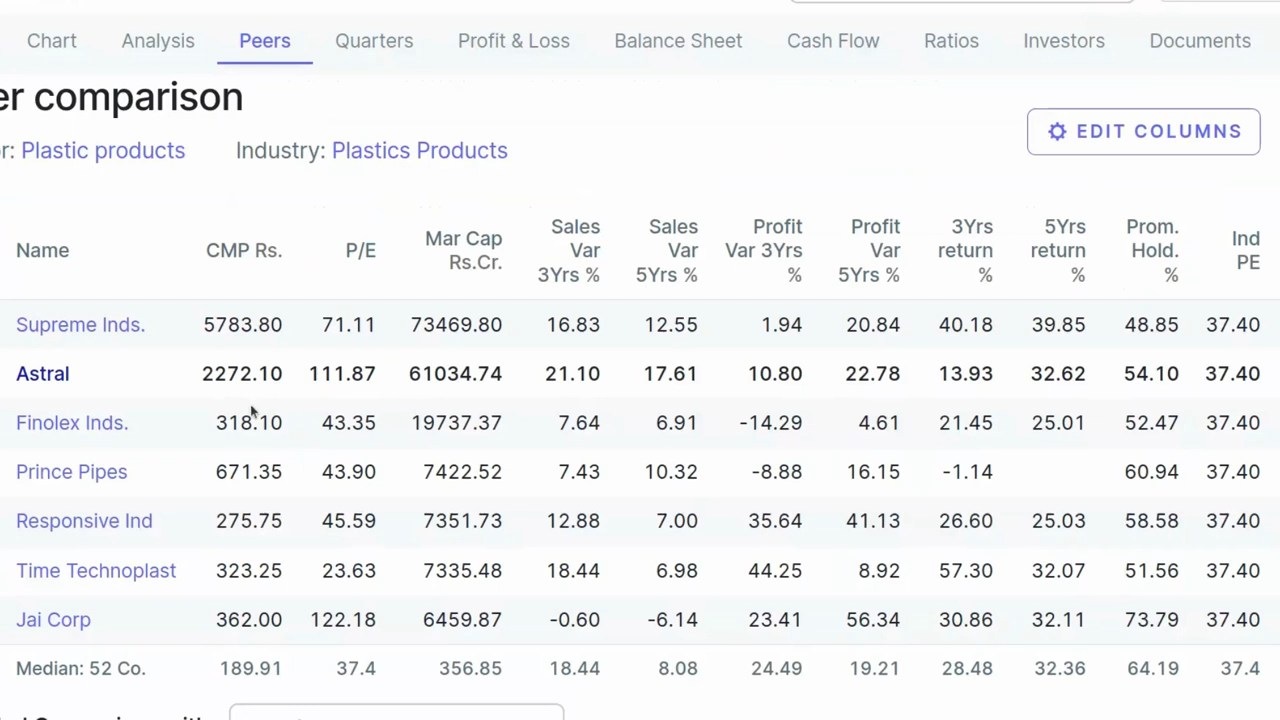 Chart Analysis Peers Quarters Profit & Loss Balance Sheet Cash Flow Ratios Investors Documents
er comparison
EDIT COLUMNS
r: Plastic products Industry: Plastics Products
Name CMP Rs. P/E Mar Cap Rs.Cr. Sales Var 3Yrs % Sales Var 5Yrs % Profit Var 3Yrs % Profit Var 5Yrs % 3Yrs return % 5Yrs return % Prom. Hold. % Ind PE
Supreme Inds. 5783.80 71.11 73469.80 16.83 12.55 1.94 20.84 40.18 39.85 48.85 37.40
Astral 2272.10 111.87 61034.74 21.10 17.61 10.80 22.78 13.93 32.62 54.10 37.40
Finolex Inds. 318.10 43.35 19737.37 7.64 6.91 -14.29 4.61 21.45 25.01 52.47 37.40
Prince Pipes 671.35 43.90 7422.52 7.43 10.32 -8.88 16.15 -1.14 60.94 37.40
Responsive Ind 275.75 45.59 7351.73 12.88 7.00 35.64 41.13 26.60 25.03 58.58 37.40
Time Technoplast 323.25 23.63 7335.48 18.44 6.98 44.25 8.92 57.30 32.07 51.56 37.40
Jai Corp 362.00 122.18 6459.87 -0.60 -6.14 23.41 56.34 30.86 32.11 73.79 37.40
Median: 52 Co. 189.91 37.4 356.85 18.44 8.08 24.49 19.21 28.48 32.36 64.19 37.4